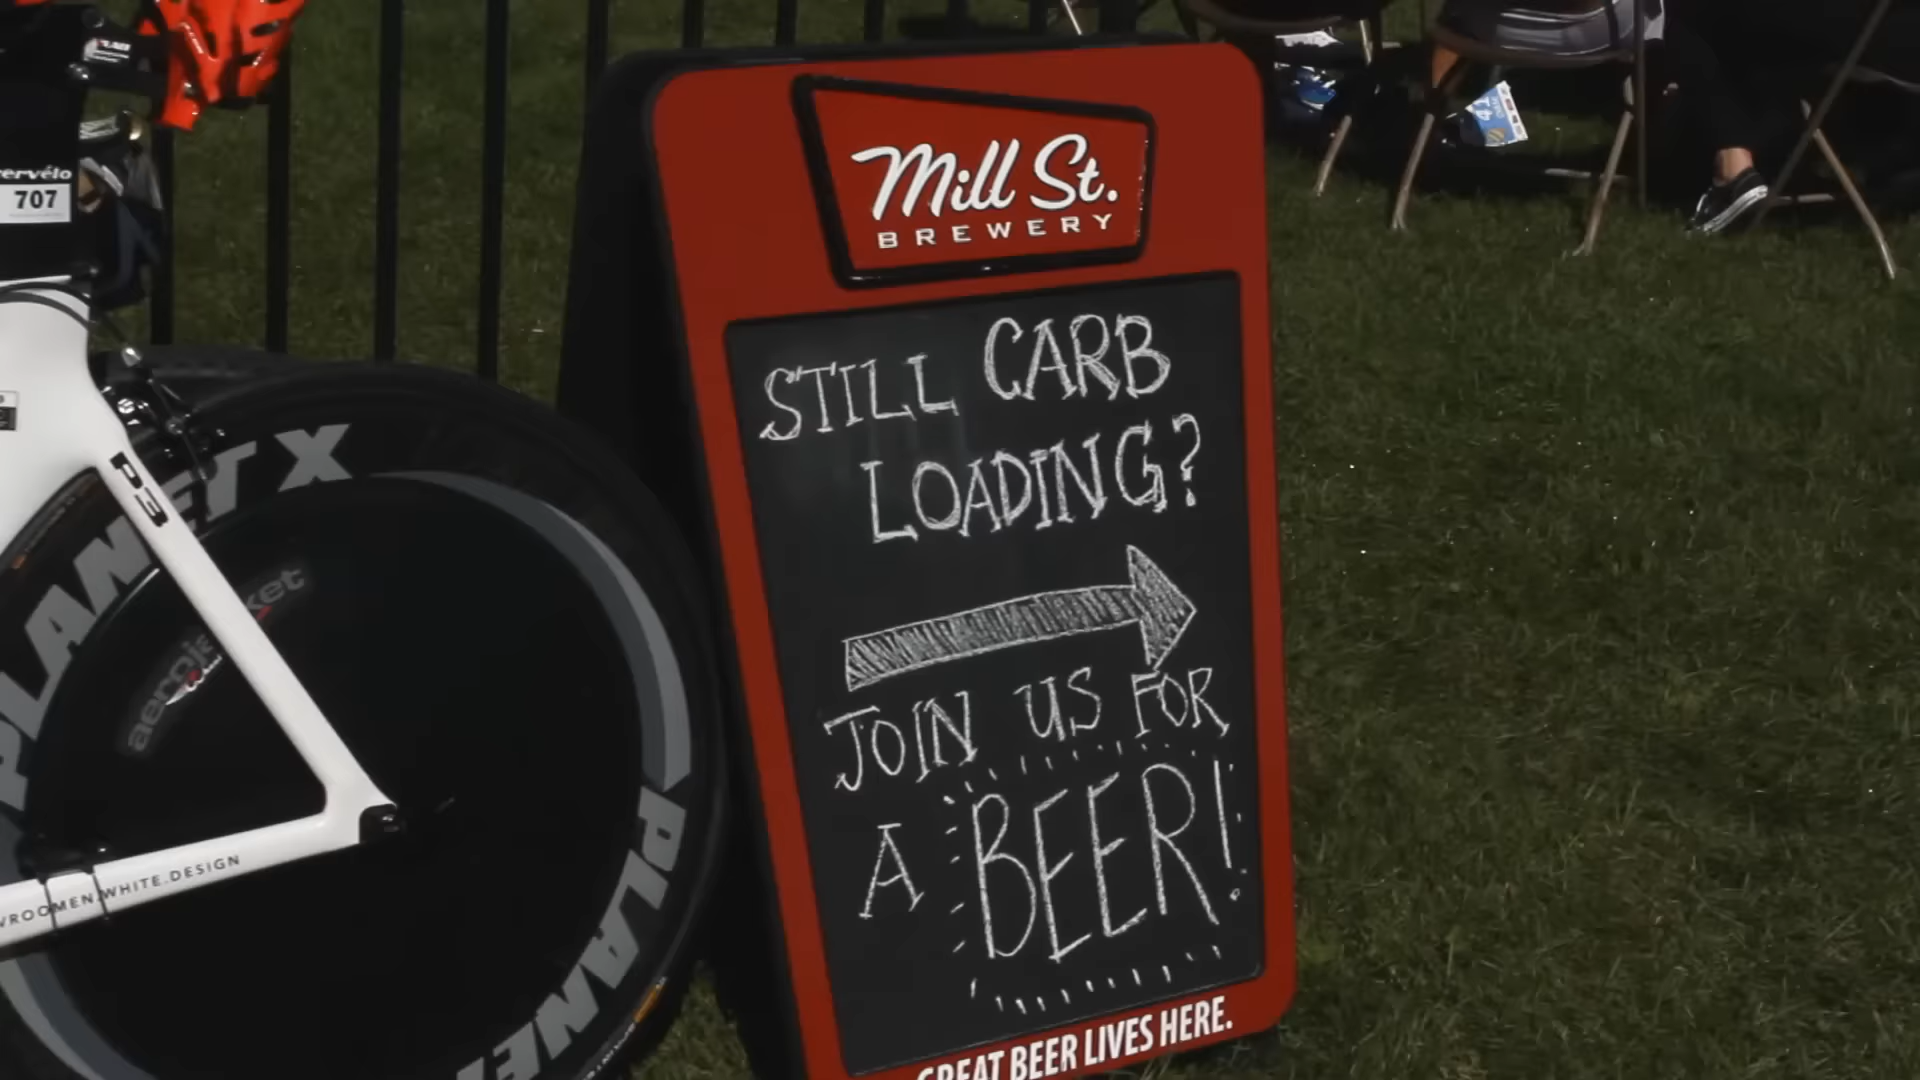 Mill St.
BREWERY
STILL CARB
LOADING?
JOIN US FOR
A BEER!
GREAT BEER LIVES HERE.
707
P3
PLANET X
PLANET
VROOMEN.WHITE.DESIGN
41